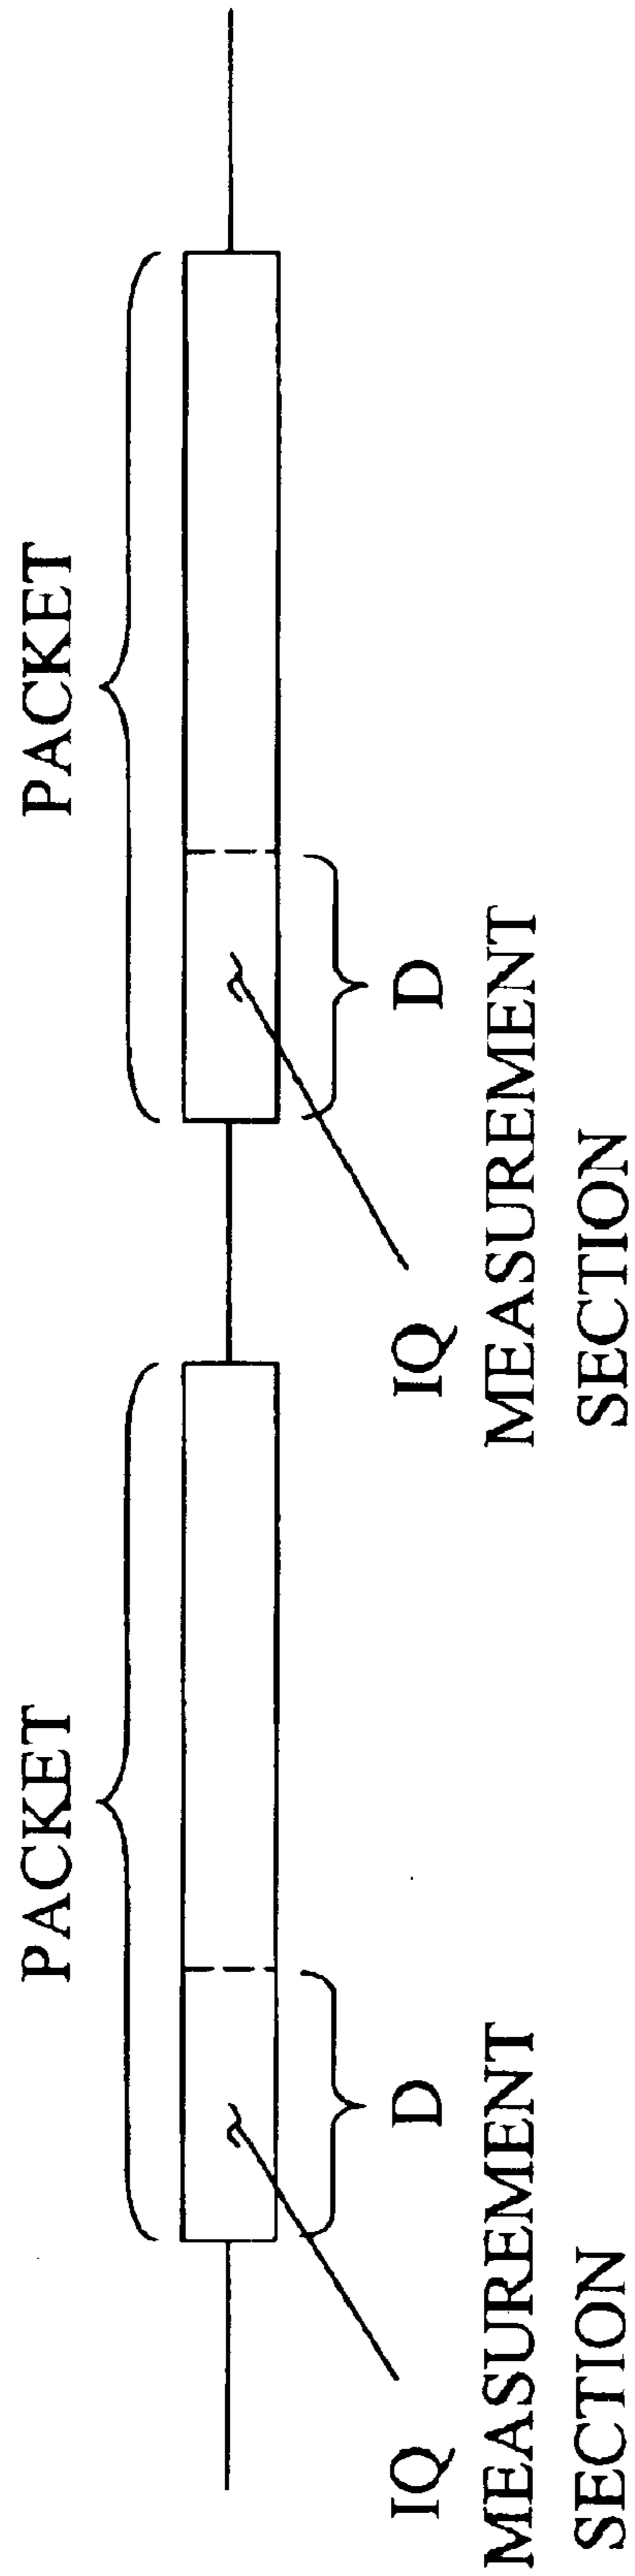 PACKET
PACKET
D
D
IQ
MEASUREMENT
SECTION
IQ
MEASUREMENT
SECTION